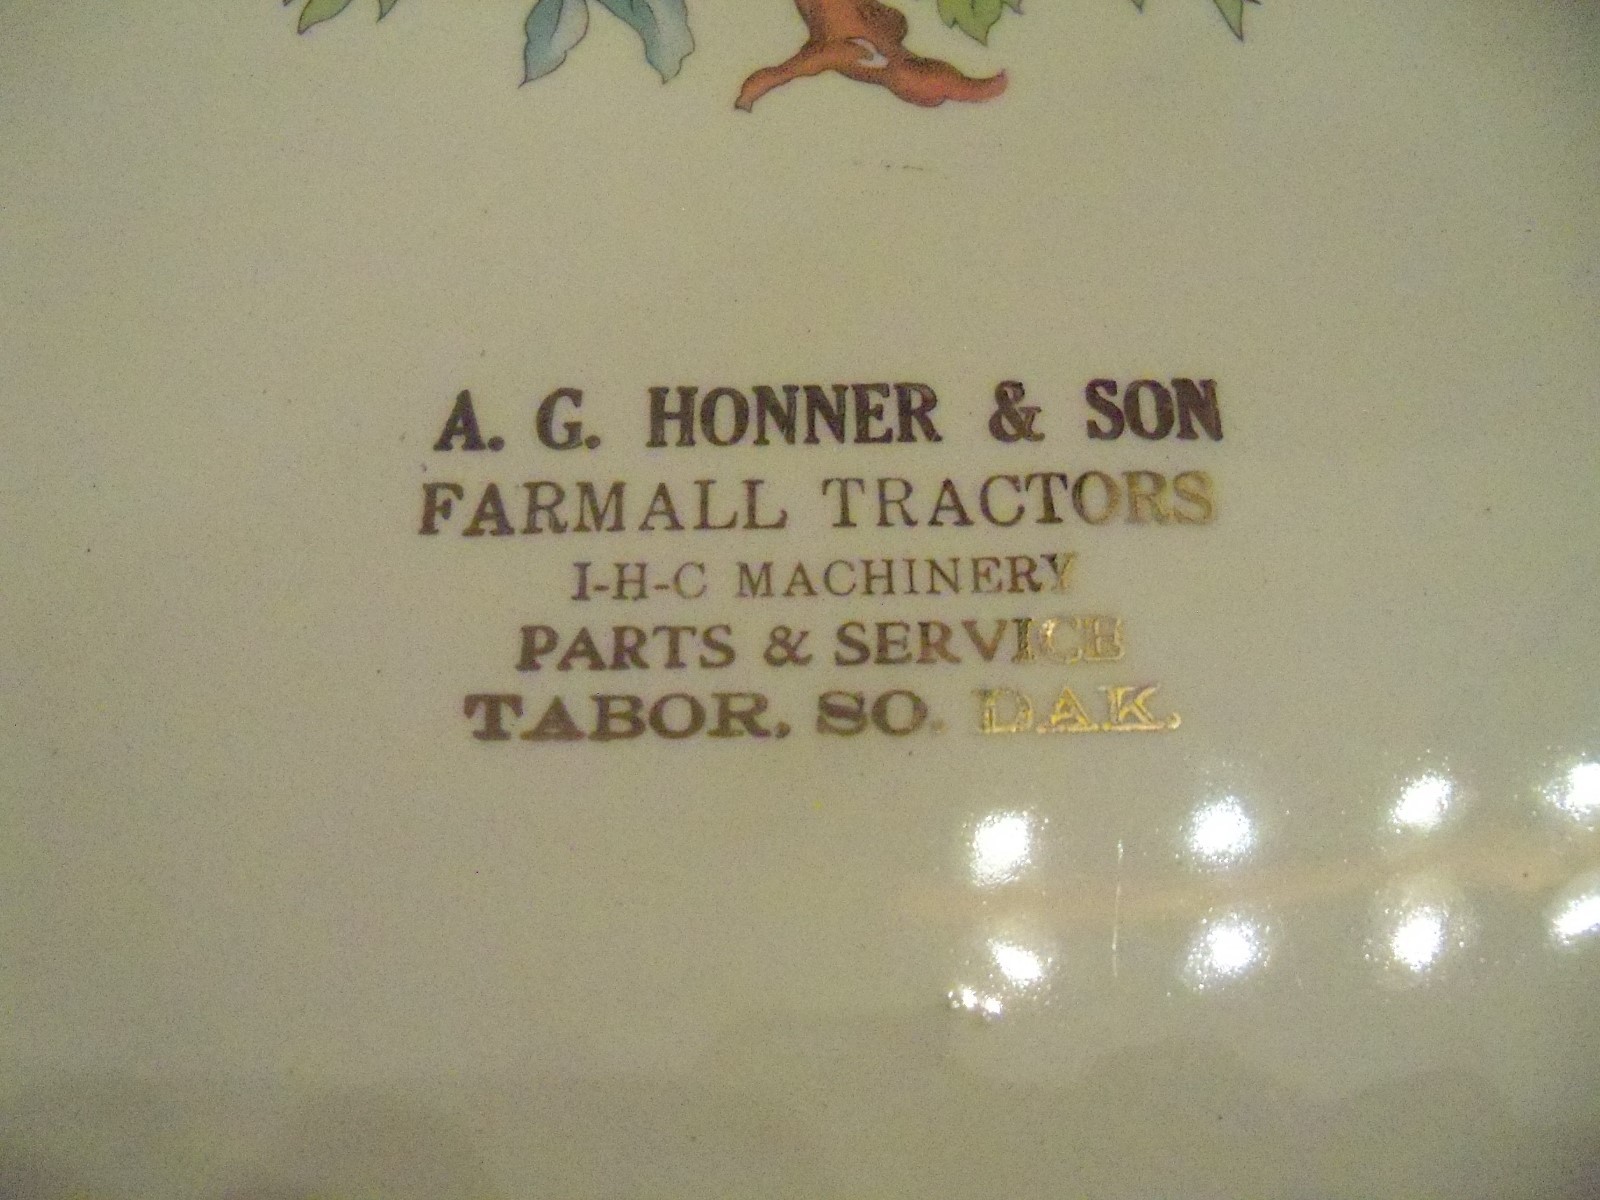 A. G. HONNER & SON
FARMALL TRACTORS
I-H-C MACHINERY
PARTS & SERVICE
TABOR, SO. DAK.